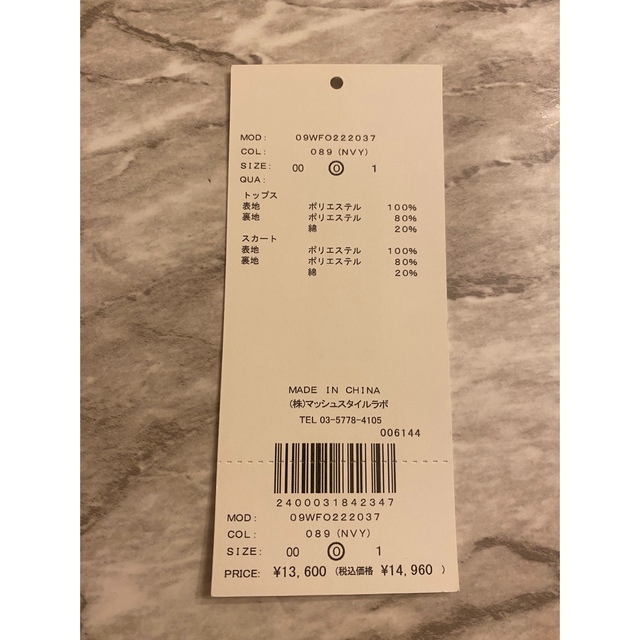 MOD: 09WFO222037
COL: 089 (NVY)
SIZE: 00 0 1
QUA:
トップス
表地 ポリエステル 100%
裏地 ポリエステル 80%
綿 20%
スカート
表地 ポリエステル 100%
裏地 ポリエステル 80%
綿 20%
MADE IN CHINA
(株)マッシュスタイルラボ
TEL 03-5778-4105
006144
2400031842347
MOD: 09WFO222037
COL: 089 (NVY)
SIZE: 00 0 1
PRICE: ¥13,600 (税込価格 ¥14,960 )